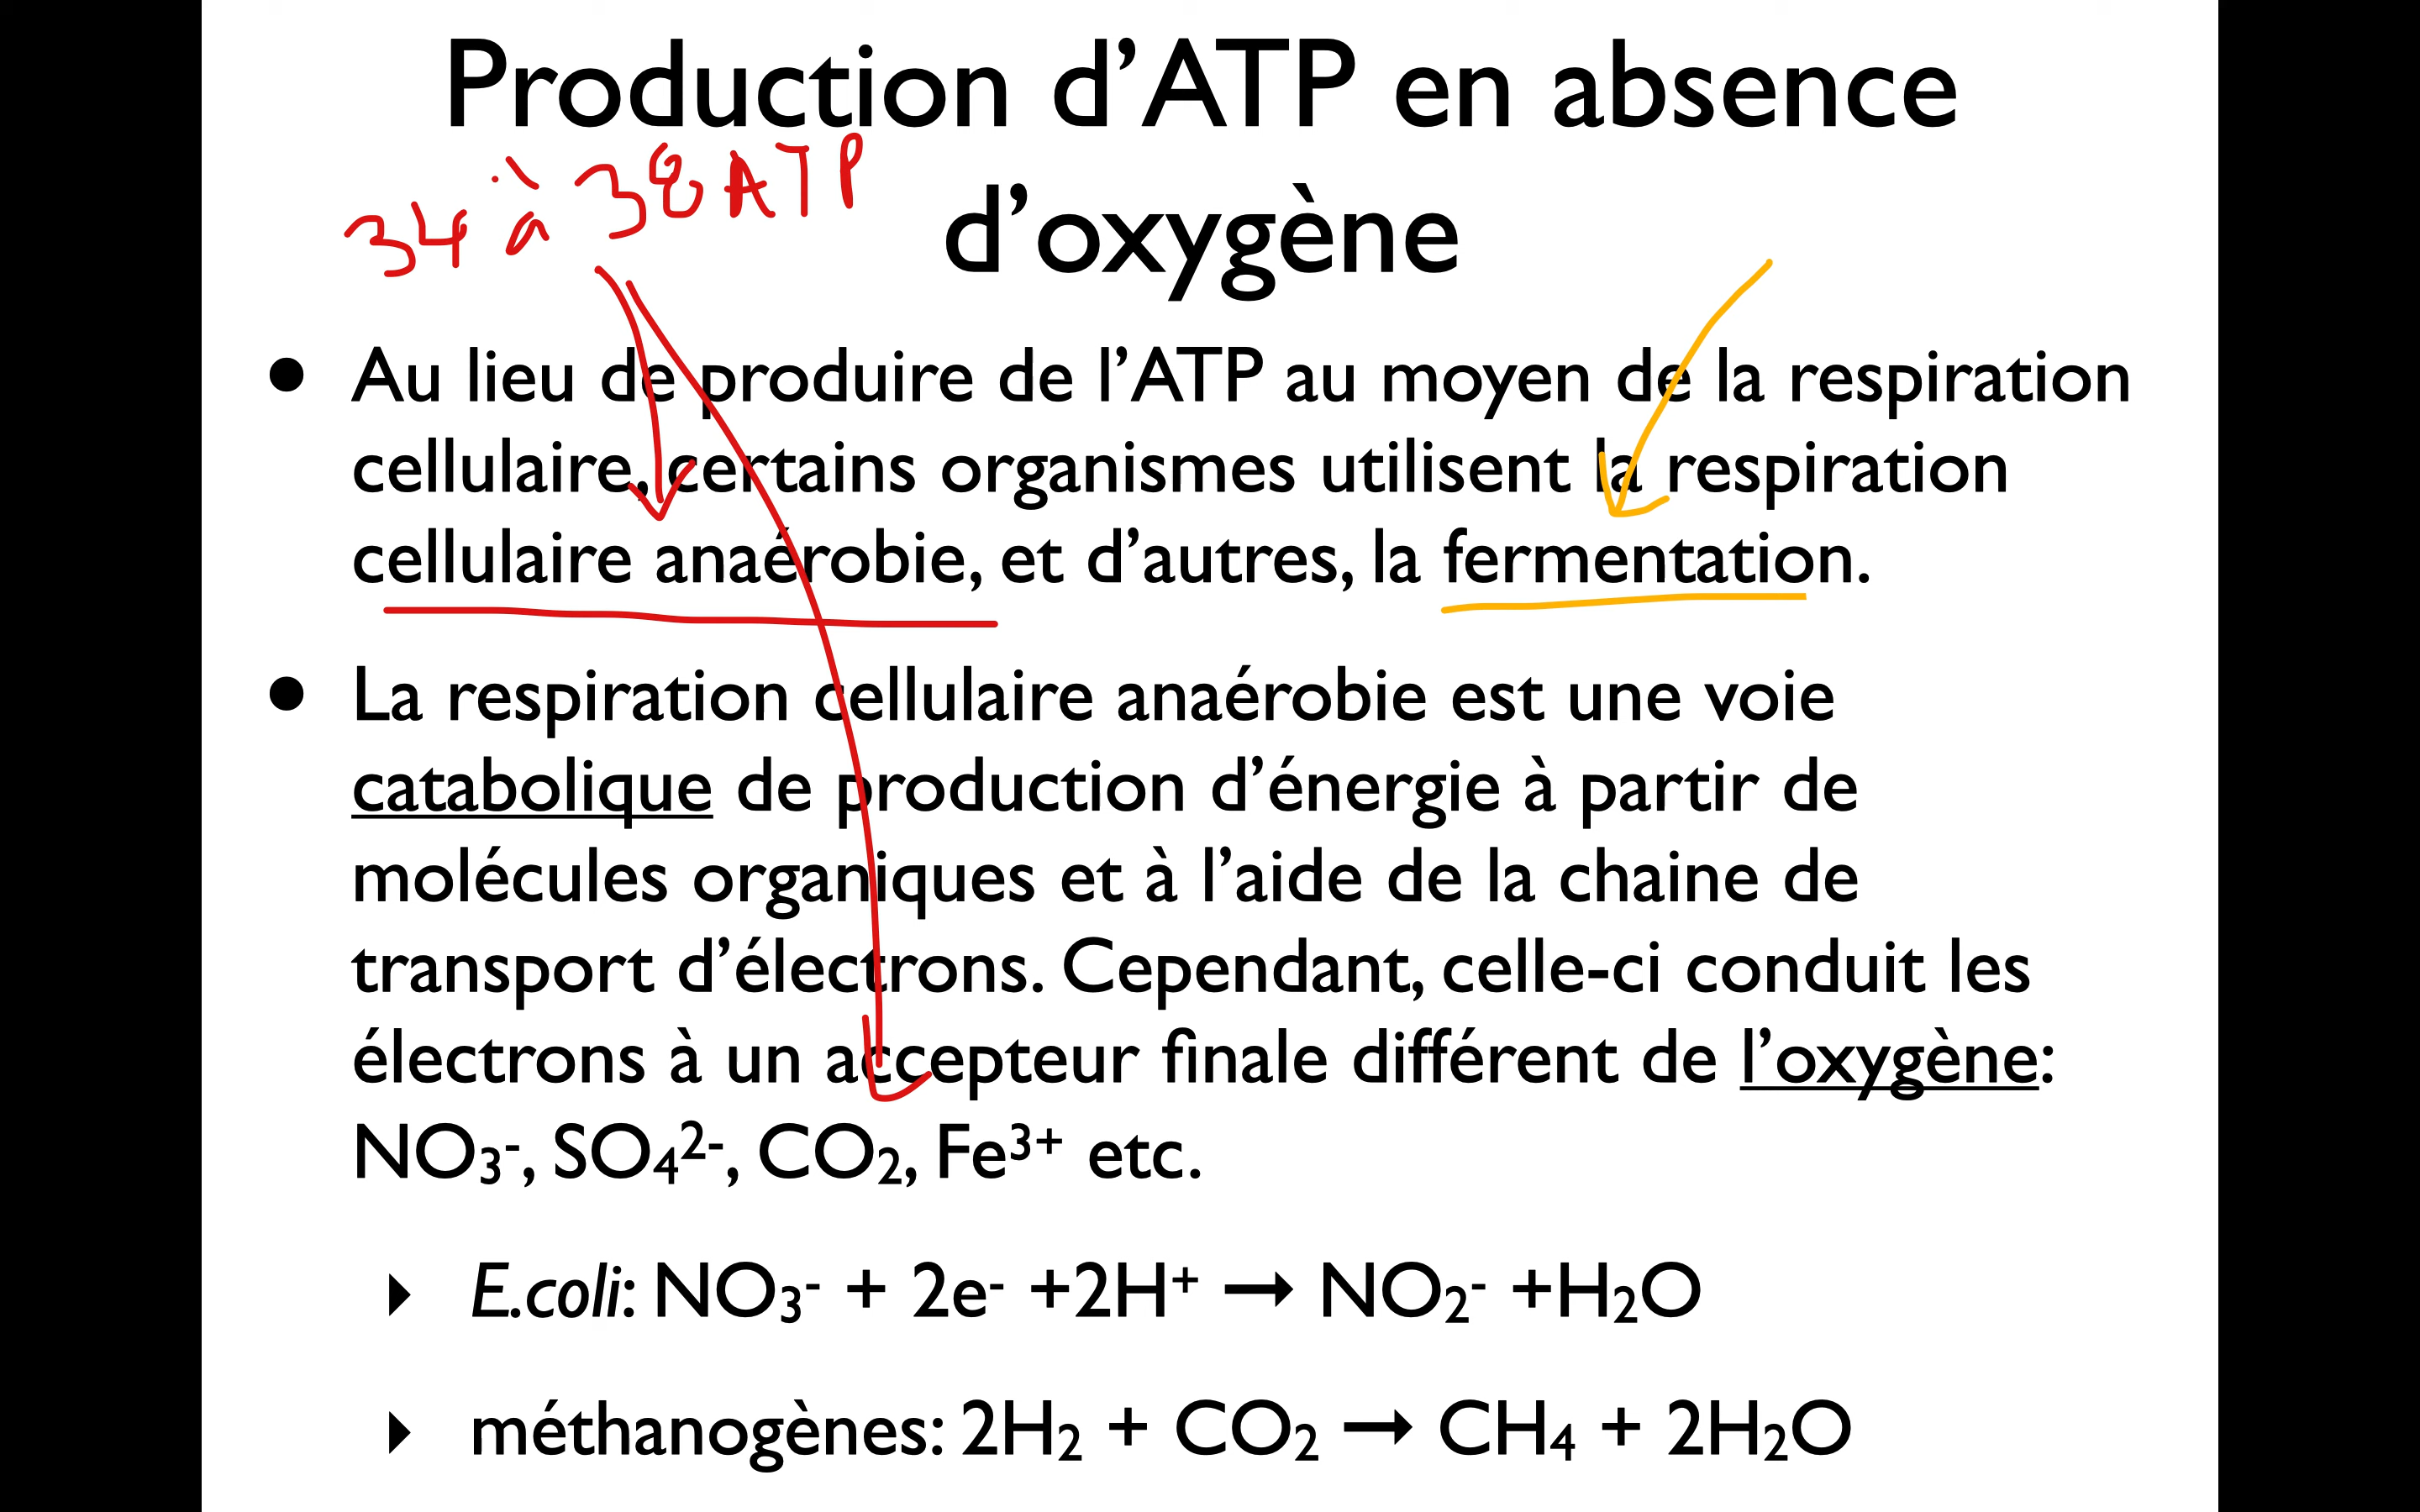 Production d’ATP en absence
34 à 38 ATP
d’oxygène
• Au lieu de produire de l’ATP au moyen de la respiration
cellulaire, certains organismes utilisent la respiration
cellulaire anaérobie, et d’autres, la fermentation.
• La respiration cellulaire anaérobie est une voie
catabolique de production d’énergie à partir de
molécules organiques et à l’aide de la chaine de
transport d’électrons. Cependant, celle-ci conduit les
électrons à un accepteur finale différent de l’oxygène:
NO₃⁻, SO₄²⁻, CO₂, Fe³⁺ etc.
‣ E.coli: NO₃⁻ + 2e⁻ +2H⁺ → NO₂⁻ +H₂O
‣ méthanogènes: 2H₂ + CO₂ → CH₄ + 2H₂O